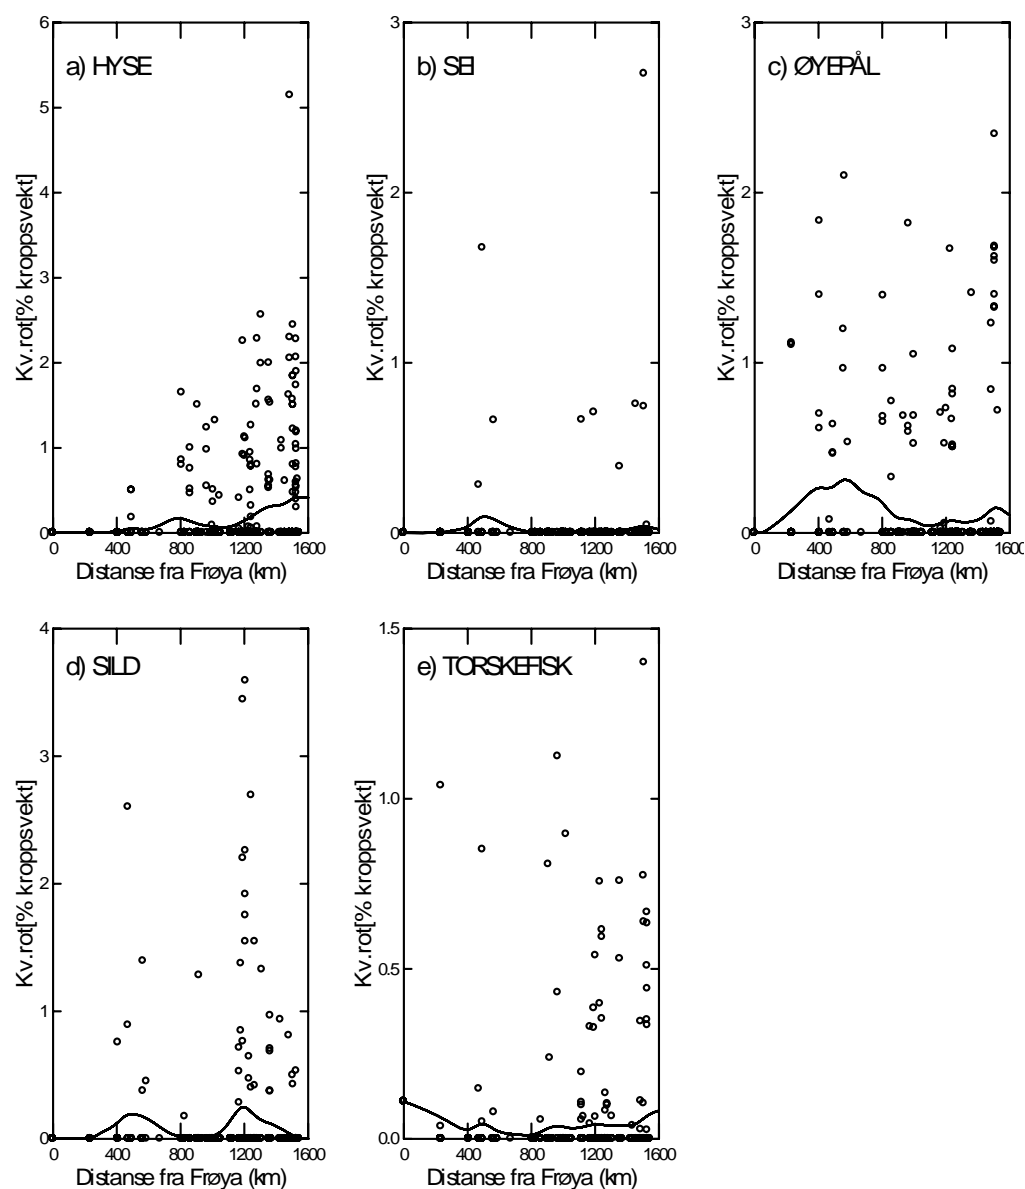 a) HYSE
Kv.rot[% kroppsvekt]
6
5
4
3
2
1
0
0 400 800 1200 1600
Distanse fra Frøya (km)
b) SEI
Kv.rot[% kroppsvekt]
3
2
1
0
0 400 800 1200 1600
Distanse fra Frøya (km)
c) ØYEPÅL
Kv.rot[% kroppsvekt]
3
2
1
0
0 400 800 1200 1600
Distanse fra Frøya (km)
d) SILD
Kv.rot[% kroppsvekt]
4
3
2
1
0
0 400 800 1200 1600
Distanse fra Frøya (km)
e) TORSKEFISK
Kv.rot[% kroppsvekt]
1.5
1.0
0.5
0.0
0 400 800 1200 1600
Distanse fra Frøya (km)